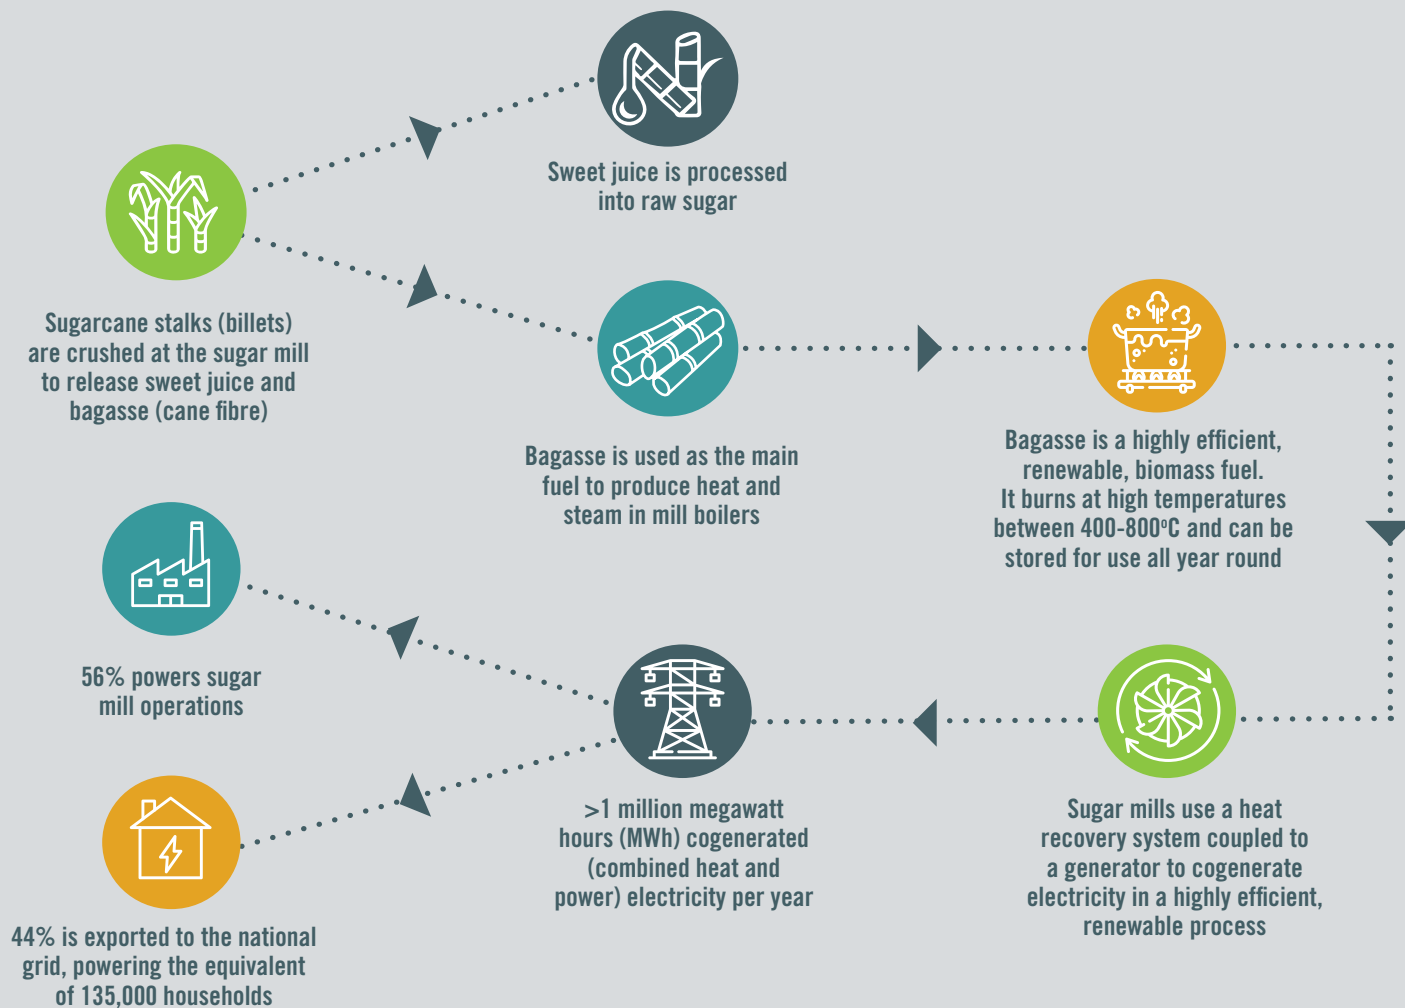 Sweet juice is processed
into raw sugar
Sugarcane stalks (billets)
are crushed at the sugar mill
to release sweet juice and
bagasse (cane fibre)
Bagasse is used as the main
fuel to produce heat and
steam in mill boilers
Bagasse is a highly efficient,
renewable, biomass fuel.
It burns at high temperatures
between 400-800ºC and can be
stored for use all year round
Sugar mills use a heat
recovery system coupled to
a generator to cogenerate
electricity in a highly efficient,
renewable process
>1 million megawatt
hours (MWh) cogenerated
(combined heat and
power) electricity per year
56% powers sugar
mill operations
44% is exported to the national
grid, powering the equivalent
of 135,000 households